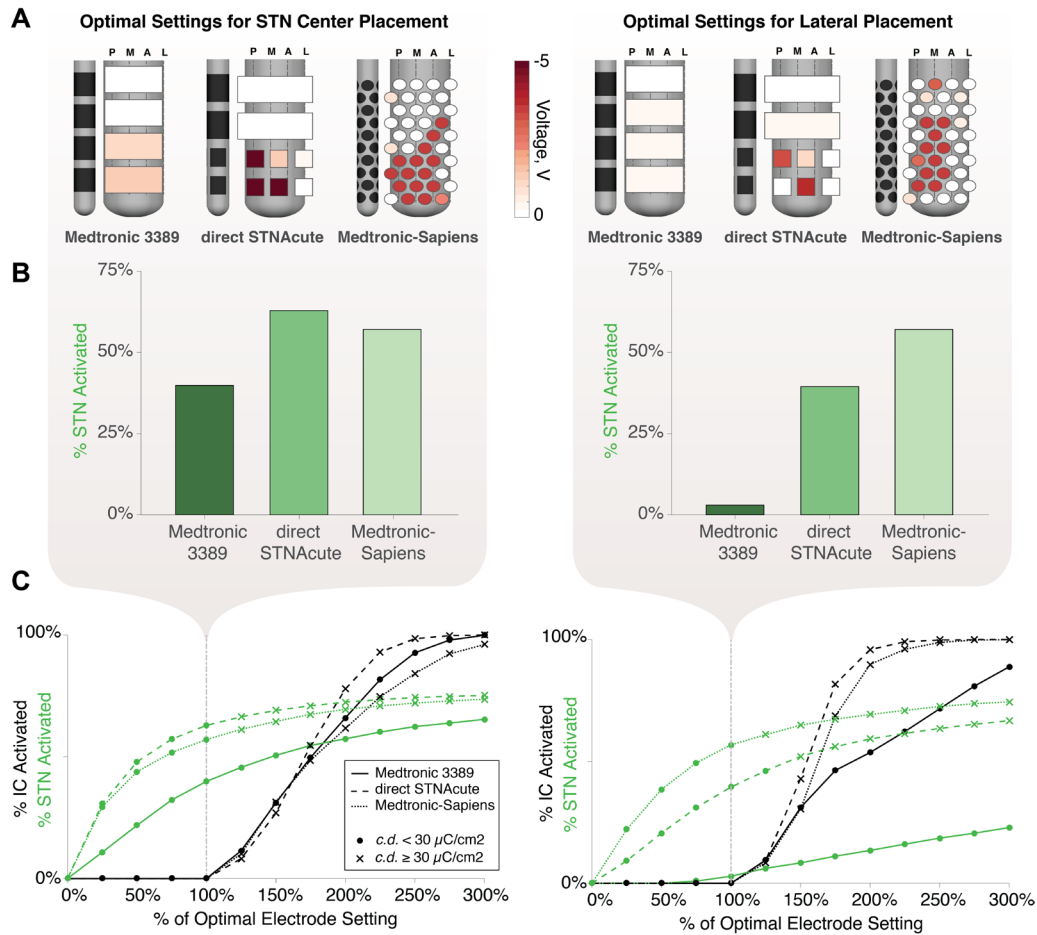 A
Optimal Settings for STN Center Placement
Optimal Settings for Lateral Placement
P M A L
P M A L
P M A L
-5
Voltage, V
0
P M A L
P M A L
P M A L
Medtronic 3389
direct STNAcute
Medtronic-Sapiens
Medtronic 3389
direct STNAcute
Medtronic-Sapiens
B
% STN Activated
75%
50%
25%
0%
Medtronic
3389
direct
STNAcute
Medtronic-
Sapiens
% STN Activated
75%
50%
25%
0%
Medtronic
3389
direct
STNAcute
Medtronic-
Sapiens
C
% IC Activated
% STN Activated
100%
0%
Medtronic 3389
direct STNAcute
Medtronic-Sapiens
c.d. < 30 µC/cm2
c.d. ≥ 30 µC/cm2
0% 50% 100% 150% 200% 250% 300%
% of Optimal Electrode Setting
% IC Activated
% STN Activated
100%
0%
0% 50% 100% 150% 200% 250% 300%
% of Optimal Electrode Setting